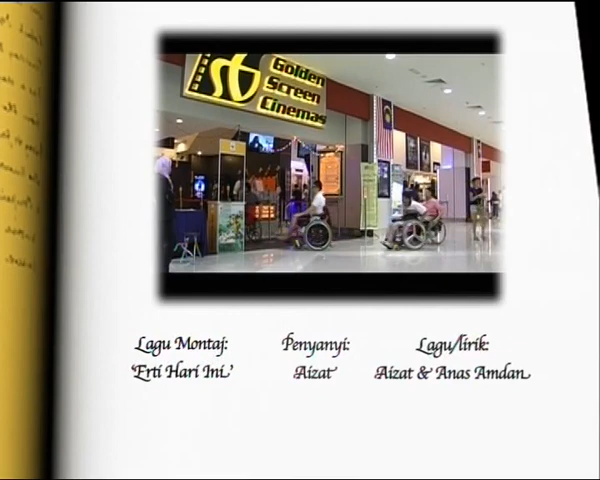 Golden
Screen
Cinemas
Lagu Montaj:
'Erti Hari Ini'
Penyanyi:
Aizat
Lagu/lirik:
Aizat & Anas Amdan